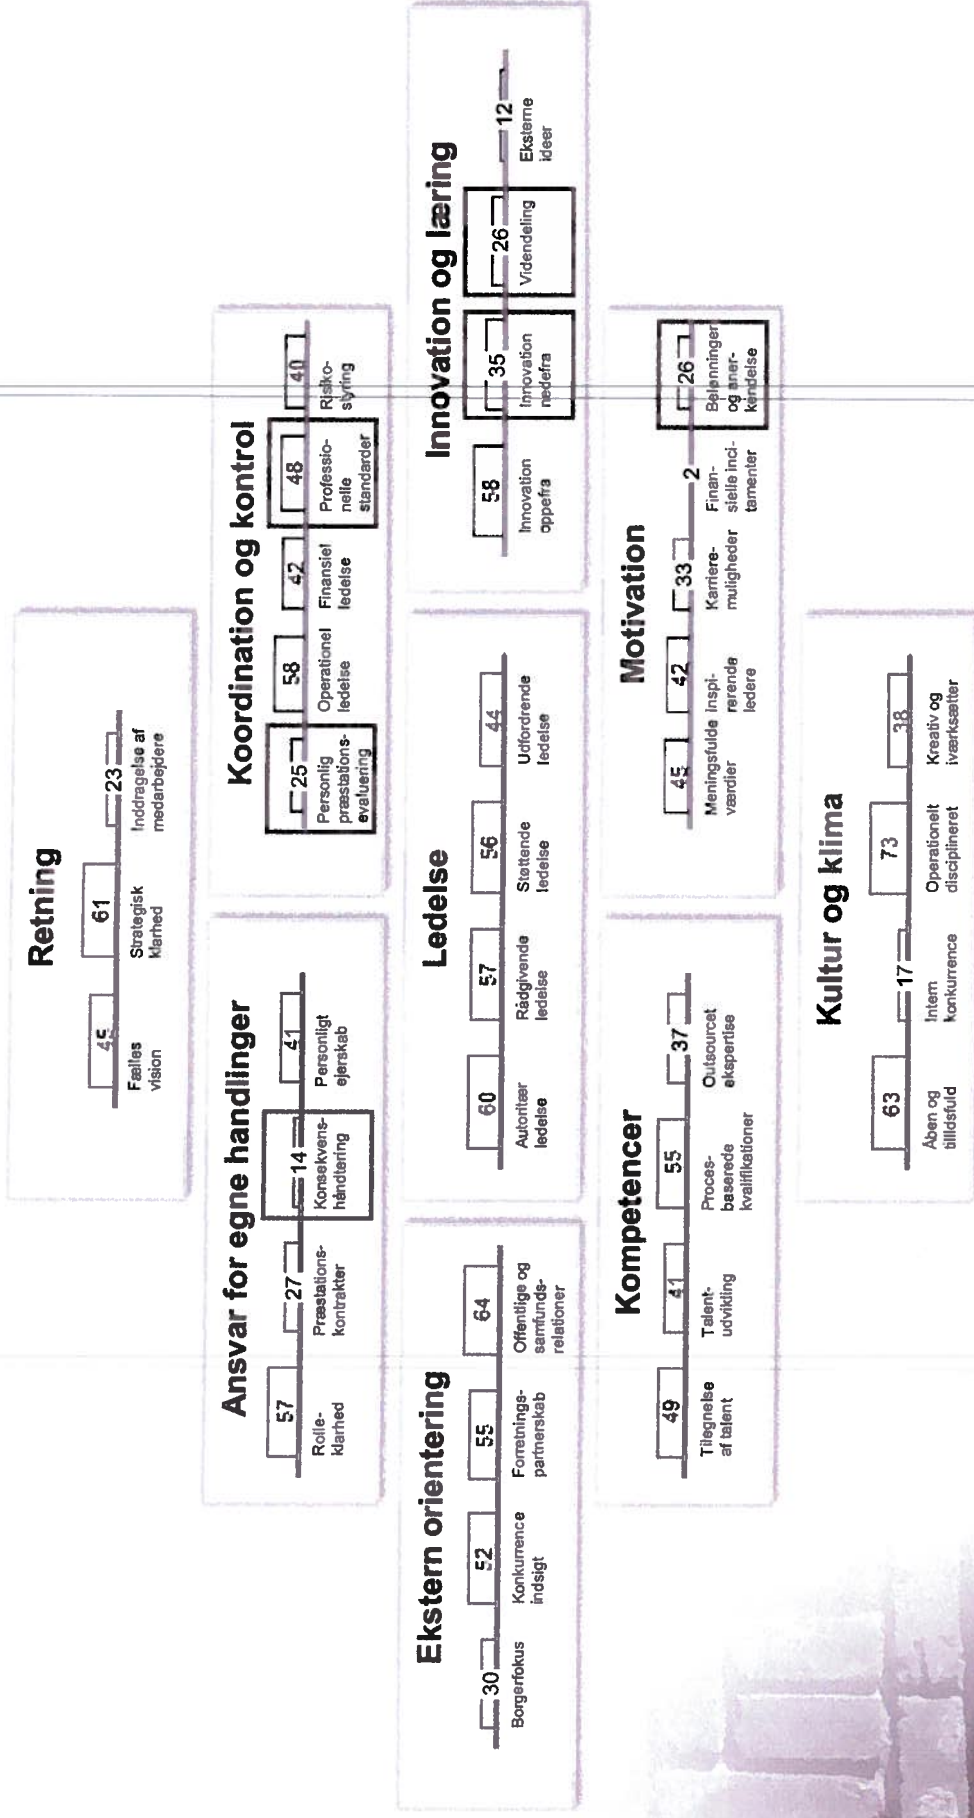 Retning
45
61
23
Fælles
vision
Strategisk
klarhed
Inddragelse af
medarbejdere
Ansvar for egne handlinger
57
27
14
41
Rolle-
klarhed
Præstations-
kontrakter
Konsekvens-
håndtering
Personligt
ejerskab
Koordination og kontrol
25
58
42
48
40
Personlig
præstations-
evaluering
Operationel
ledelse
Finansiel
ledelse
Professio-
nelle
standarder
Risiko-
styring
Ekstern orientering
30
52
55
64
Borgerfokus
Konkurrence
indsigt
Forretnings-
partnerskab
Offentlige og
samfunds-
relationer
Ledelse
60
57
56
44
Autoritær
ledelse
Rådgivende
ledelse
Støttende
ledelse
Udfordrende
ledelse
Innovation og læring
58
35
26
12
Innovation
oppefra
Innovation
nedefra
Videndeling
Eksterne
ideer
Kompetencer
49
41
55
37
Tilegnelse
af talent
Talent-
udvikling
Proces-
baserede
kvalifikationer
Outsourcet
ekspertise
Motivation
45
42
33
2
26
Meningsfulde
værdier
Inspi-
rerende
ledere
Karriere-
muligheder
Finan-
sielle inci-
tamenter
Belønninger
og aner-
kendelse
Kultur og klima
63
17
73
38
Åben og
tillidsfuld
Intern
konkurrence
Operationelt
disciplineret
Kreativ og
iværksætter